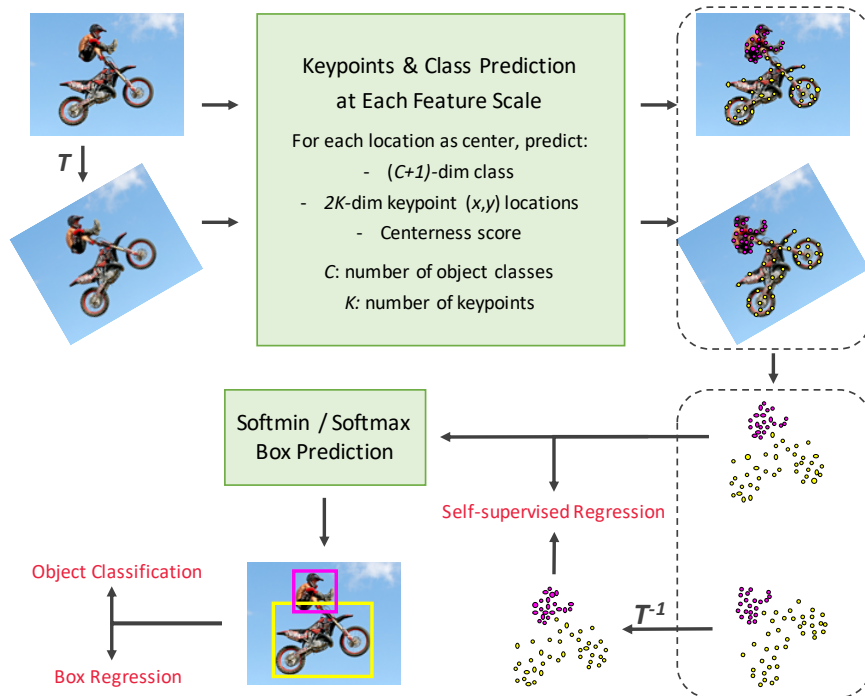 Keypoints & Class Prediction
at Each Feature Scale
For each location as center, predict:
- (C+1)-dim class
- 2K-dim keypoint (x,y) locations
- Centerness score
C: number of object classes
K: number of keypoints
T
Softmin / Softmax
Box Prediction
Self-supervised Regression
Object Classification
Box Regression
T⁻¹